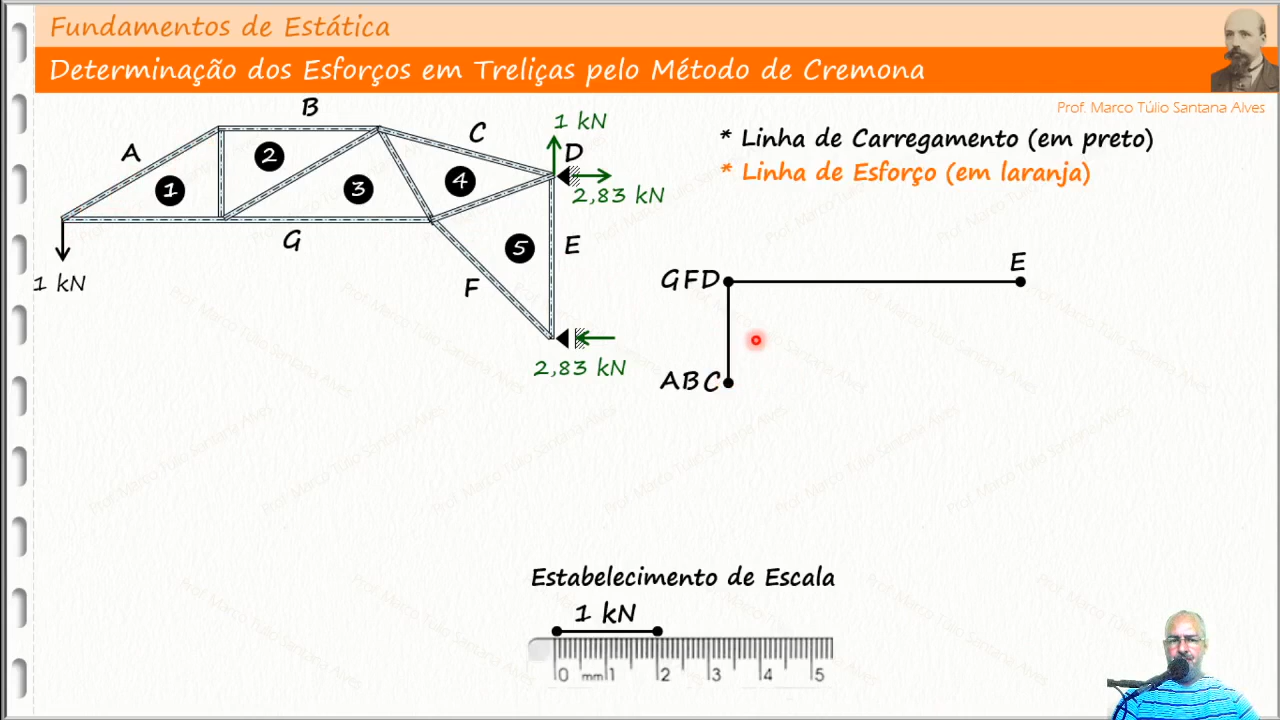 Fundamentos de Estática
Determinação dos Esforços em Treliças pelo Método de Cremona
Prof. Marco Túlio Santana Alves
B
1 kN
A
C
D
* Linha de Carregamento (em preto)
2
* Linha de Esforço (em laranja)
1
3
4
2,83 kN
G
5
E
1 kN
F
GFD
E
2,83 kN
ABC
Estabelecimento de Escala
1 kN
0 mm 1 2 3 4 5